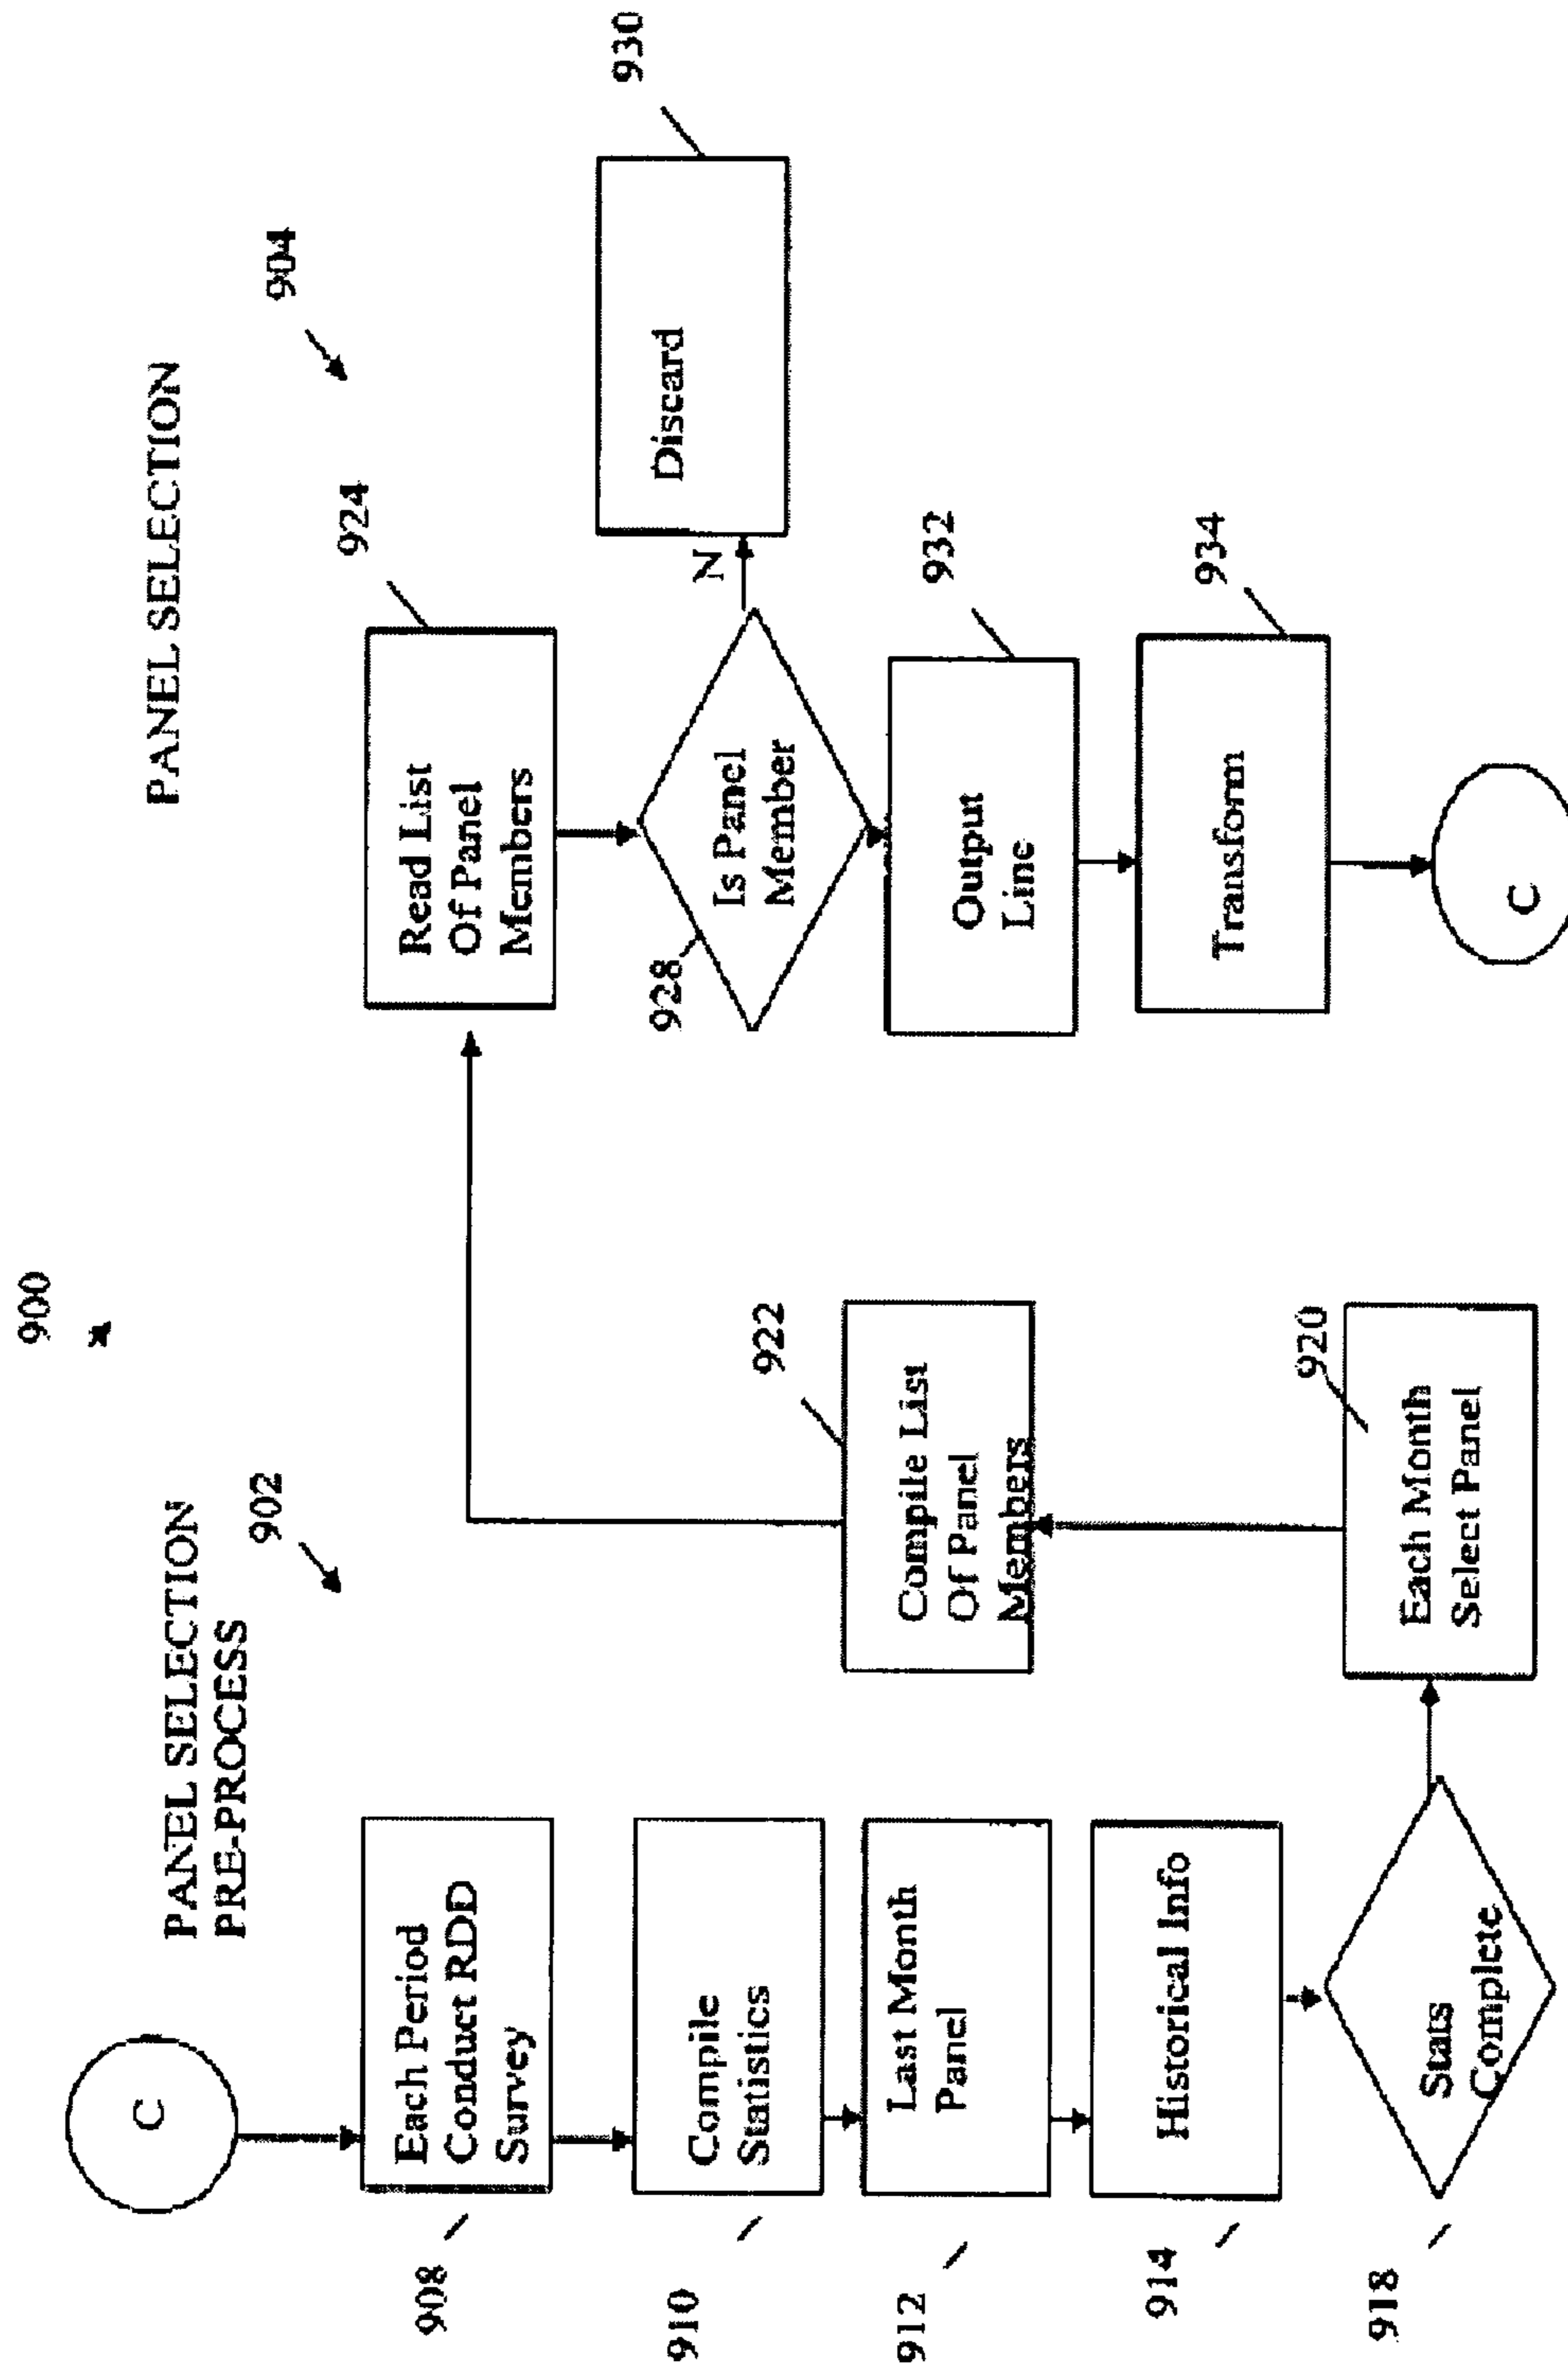 900
PANEL SELECTION
PRE-PROCESS
902
C
908
Each Period
Conduct RDD
Survey
910
Compile
Statistics
912
Last Month
Panel
914
Historical Info
918
Stats
Complete
920
Each Month
Select Panel
922
Compile List
Of Panel
Members
PANEL SELECTION
904
924
Read List
Of Panel
Members
928
Is Panel
Member
N
930
Discard
932
Output
Line
934
Transform
C